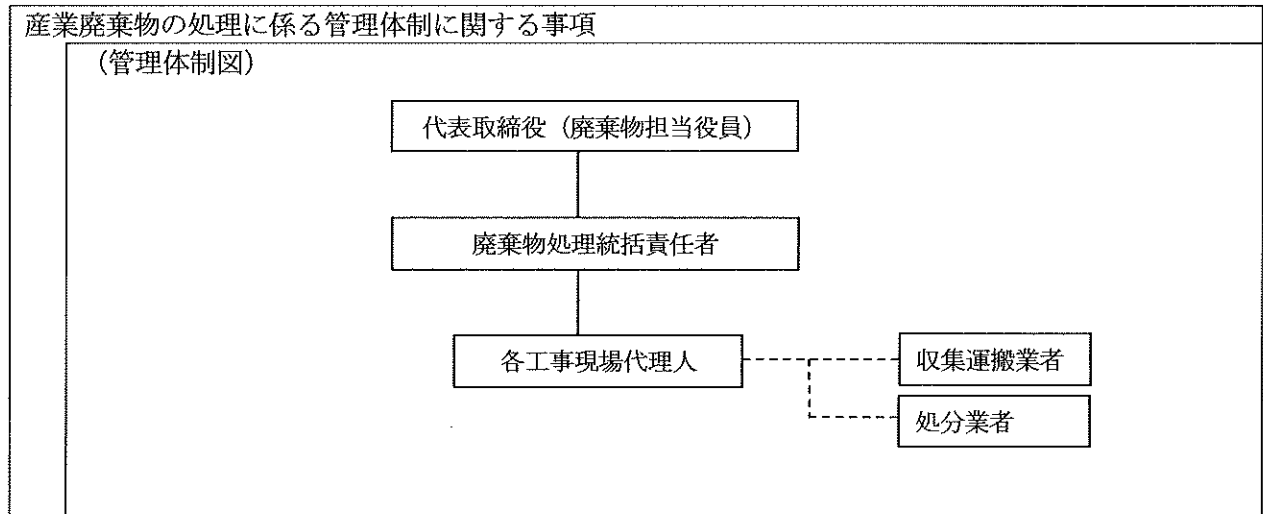 産業廃棄物の処理に係る管理体制に関する事項
（管理体制図）
代表取締役（廃棄物担当役員）
廃棄物処理統括責任者
各工事現場代理人
収集運搬業者
処分業者